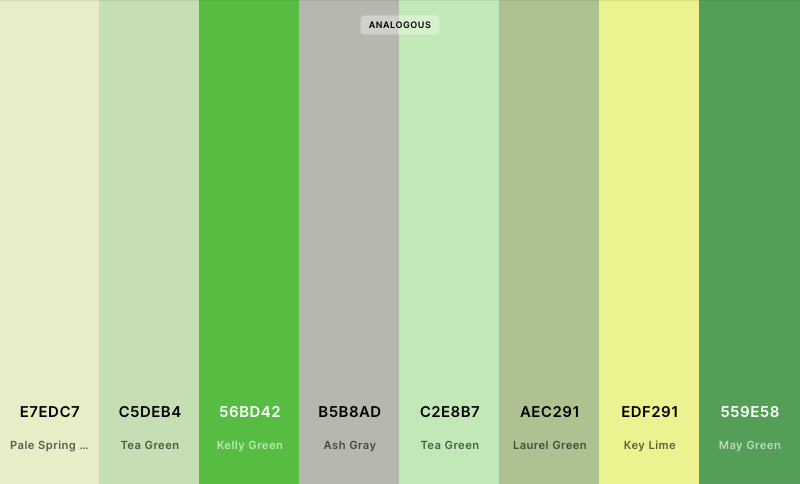 ANALOGOUS
E7EDC7 C5DEB4 56BD42 B5B8AD C2E8B7 AEC291 EDF291 559E58
Pale Spring ... Tea Green Kelly Green Ash Gray Tea Green Laurel Green Key Lime May Green